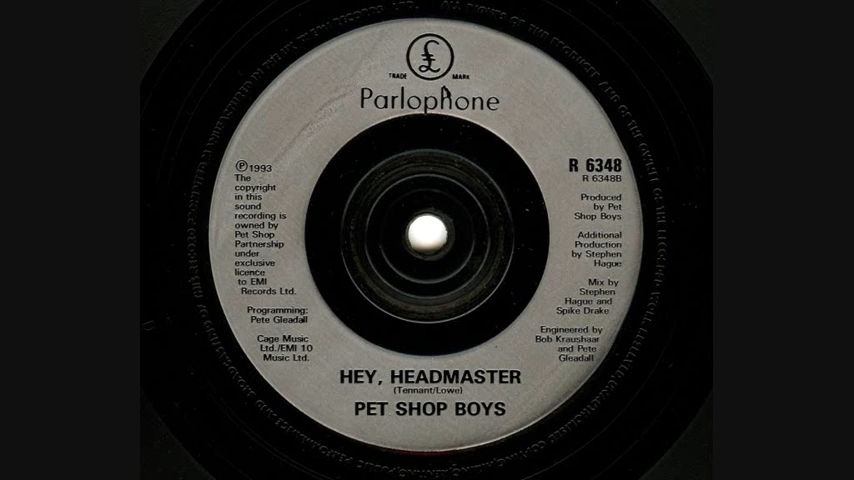 £
TRADE MARK
Parlophone
℗ 1993
The
copyright
in this
sound
recording is
owned by
Pet Shop
Partnership
under
exclusive
licence
to EMI
Records Ltd.
Programming:
Pete Gleadall
Cage Music
Ltd./EMI 10
Music Ltd.
R 6348
R 6348B
Produced
by Pet
Shop Boys
Additional
Production
by Stephen
Hague
Mix by
Stephen
Hague and
Spike Drake
Engineered by
Bob Kraushaar
and Pete
Gleadall
HEY, HEADMASTER
(Tennant/Lowe)
PET SHOP BOYS